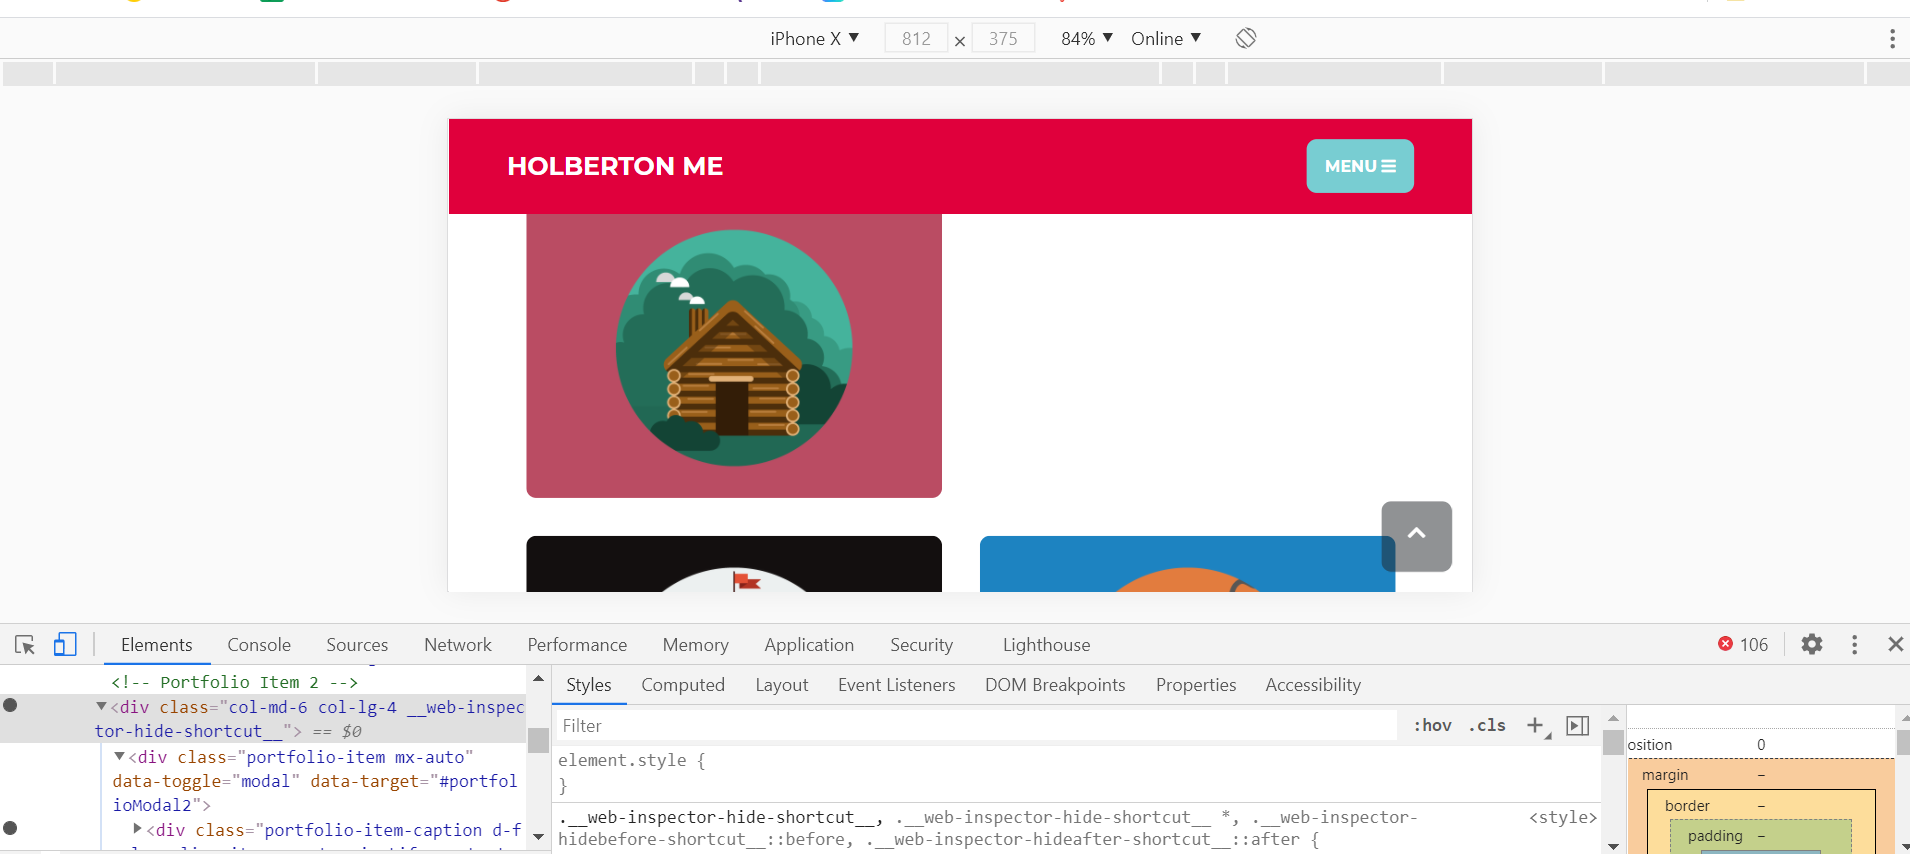 iPhone X 812 × 375 84% Online
HOLBERTON ME MENU
Elements Console Sources Network Performance Memory Application Security Lighthouse 106
<!-- Portfolio Item 2 -->
<div class="col-md-6 col-lg-4 __web-inspec
tor-hide-shortcut__"> == $0
<div class="portfolio-item mx-auto"
data-toggle="modal" data-target="#portfol
ioModal2">
<div class="portfolio-item-caption d-f
Styles Computed Layout Event Listeners DOM Breakpoints Properties Accessibility
Filter :hov .cls
element.style {
}
.__web-inspector-hide-shortcut__, .__web-inspector-hide-shortcut__ *, .__web-inspector- <style>
hidebefore-shortcut__::before, .__web-inspector-hideafter-shortcut__::after {
osition 0
margin –
border –
padding –